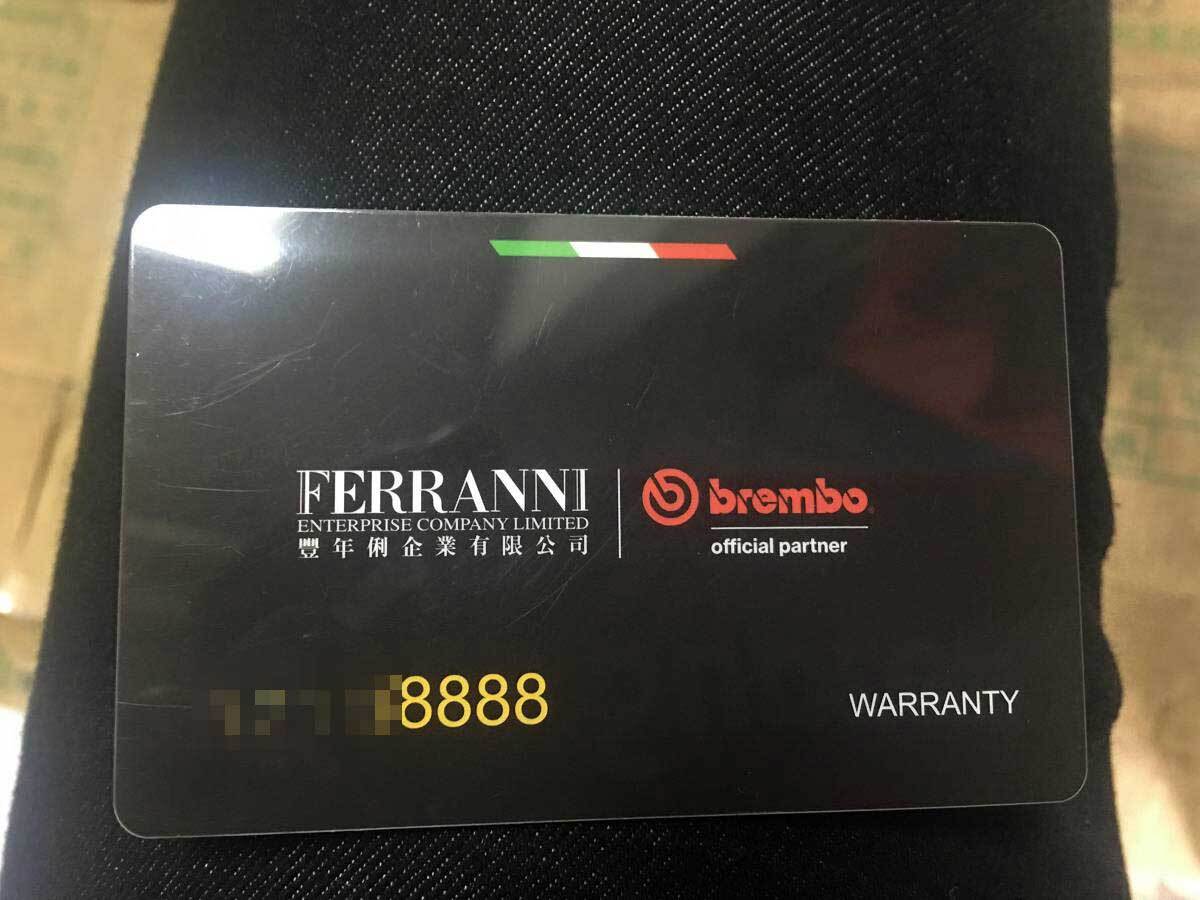 FERRANNI
ENTERPRISE COMPANY LIMITED
豐年俐企業有限公司
brembo
official partner
8888
WARRANTY